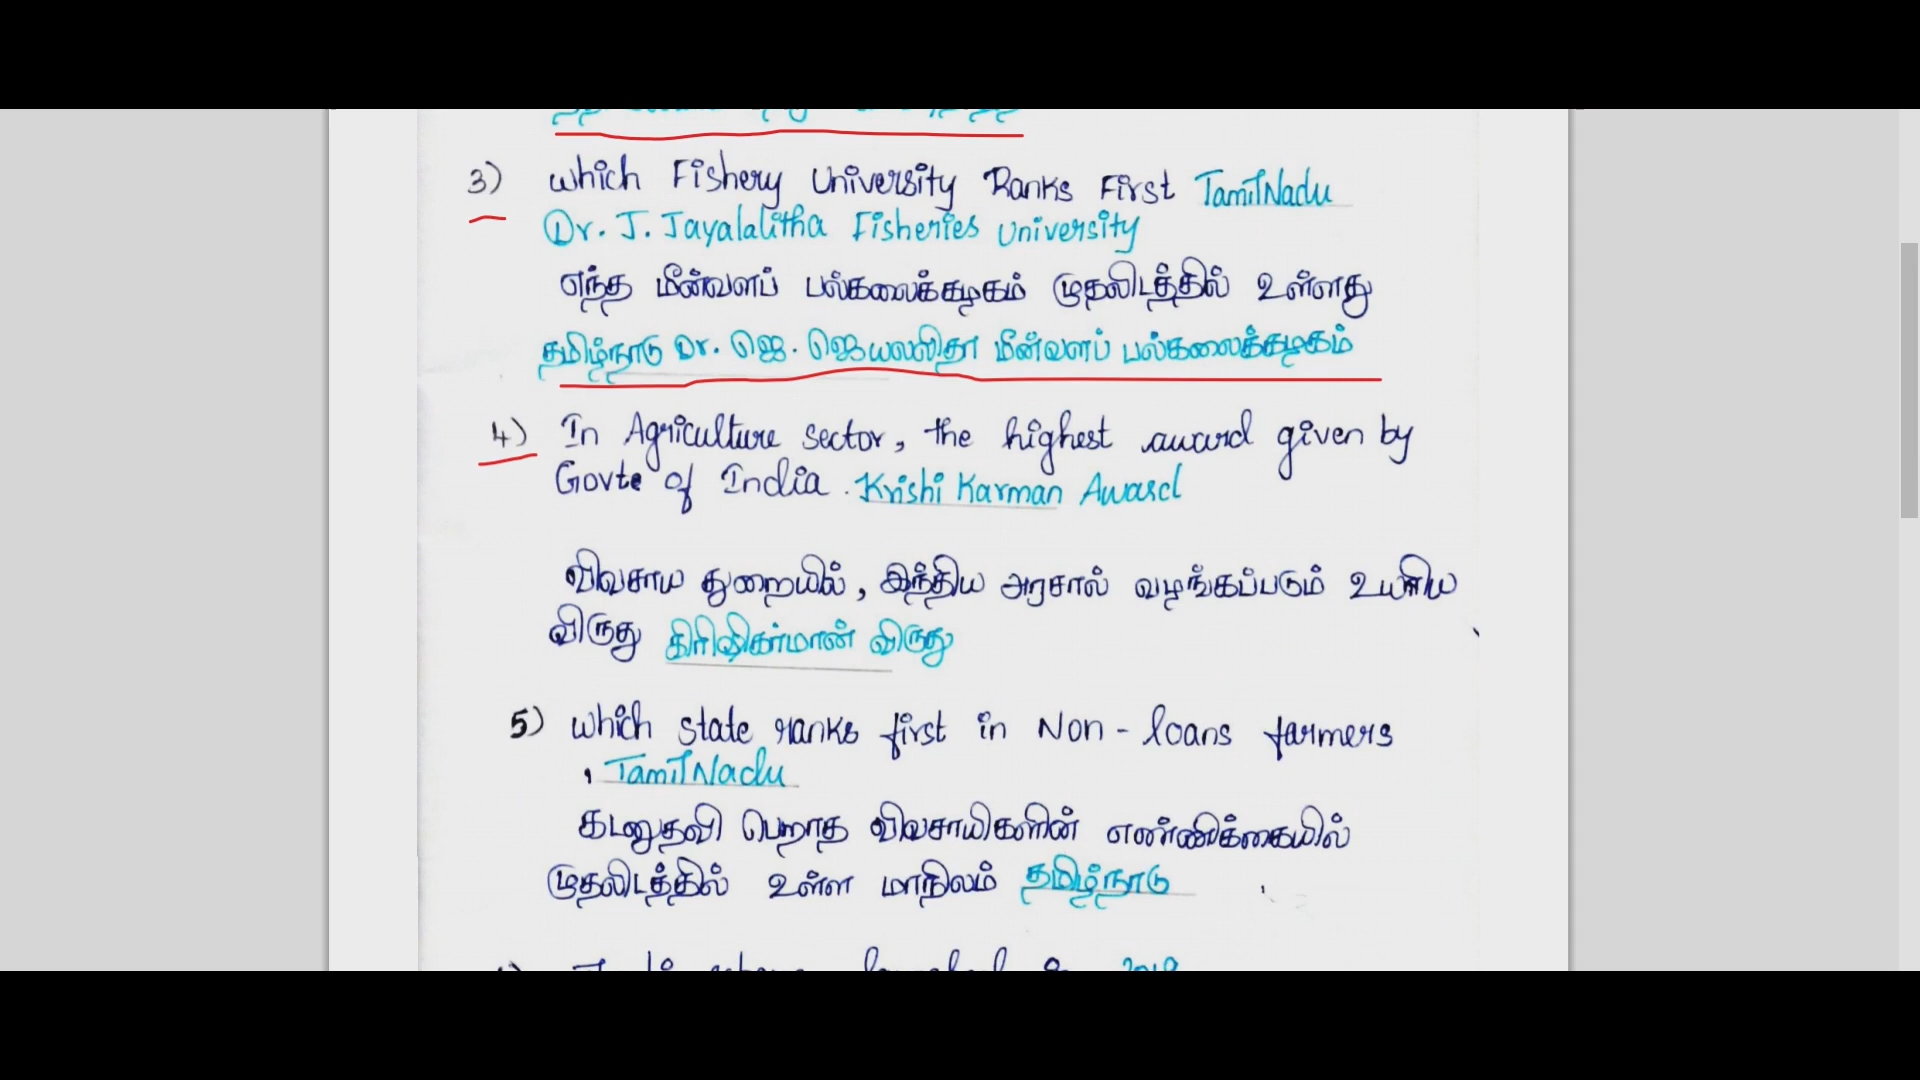 3) Which Fishery University Ranks First TamilNadu
Dr. J. Jayalalitha Fisheries University
எந்த மீன்வளப் பல்கலைக்கழகம் முதலிடத்தில் உள்ளது
தமிழ்நாடு Dr. ஜெ. ஜெயலலிதா மீன்வளப் பல்கலைக்கழகம்
4) In Agriculture sector, the highest award given by
Govte of India. Krishi Karman Award
விவசாய துறையில், இந்திய அரசால் வழங்கப்படும் உயரிய
விருது கிரிஷிகர்மான் விருது
5) Which state ranks first in Non-loans farmers
. TamilNadu
கடனுதவி பெறாத விவசாயிகளின் எண்ணிக்கையில்
முதலிடத்தில் உள்ள மாநிலம் தமிழ்நாடு